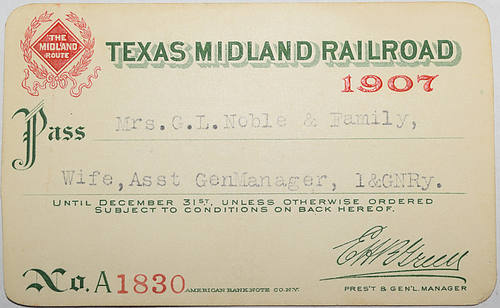 THE
MIDLAND
ROUTE
TEXAS MIDLAND RAILROAD
1907
Pass Mrs.G.L.Noble & Family,
Wife,Asst GenManager, l&GNRy.
UNTIL DECEMBER 31ST, UNLESS OTHERWISE ORDERED
SUBJECT TO CONDITIONS ON BACK HEREOF.
No. A1830
AMERICAN BANK NOTE CO. N.Y.
PRES'T & GEN'L. MANAGER